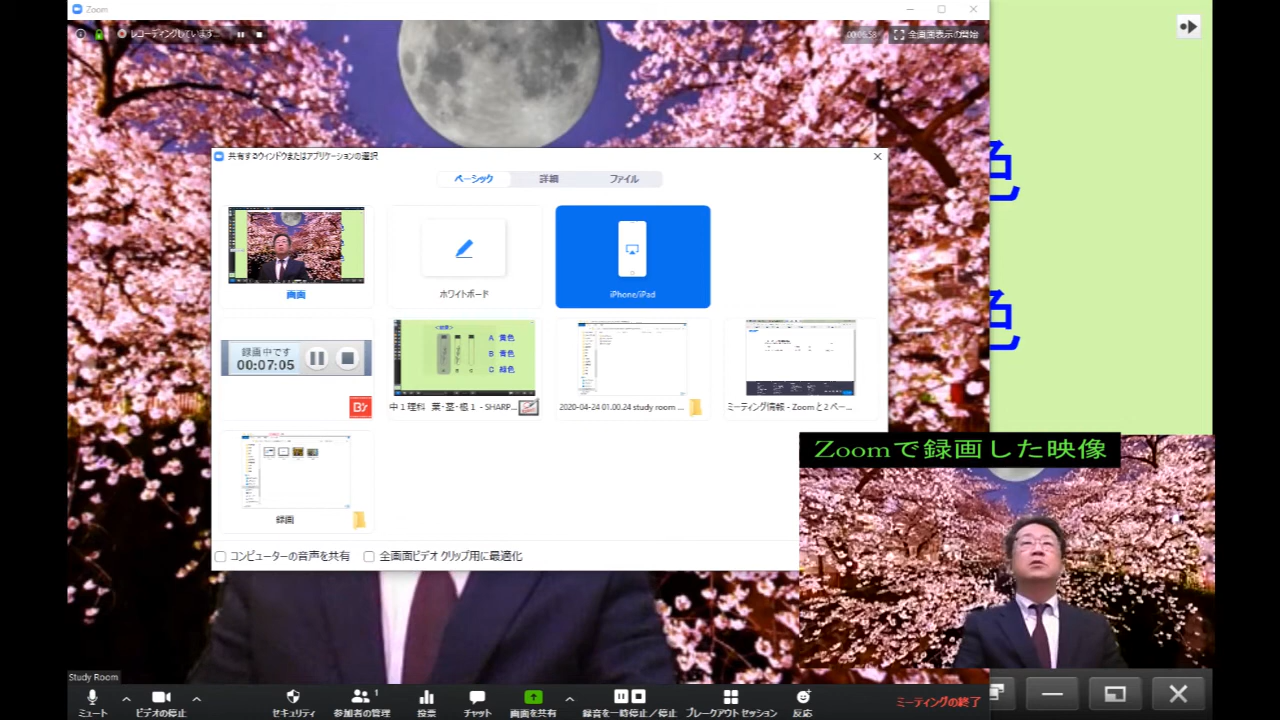 Zoom
レコーディングしています...
00:06:58
全画面表示の開始
共有するウィンドウまたはアプリケーションの選択
ベーシック
詳細
ファイル
画面
ホワイトボード
iPhone/iPad
録画中です
00:07:05
A 黄色
B 青色
C 緑色
中１理科 葉・茎・根１ - SHARP...
2020-04-24 01.00.24 study room ...
ミーティング情報 - Zoomと2ペー...
録画
コンピューターの音声を共有
全画面ビデオ クリップ用に最適化
色
色
Zoomで録画した映像
Study Room
ミュート
ビデオの停止
セキュリティ
1
参加者の管理
投票
チャット
画面を共有
録音を一時停止/停止
ブレークアウト セッション
反応
ミーティングの終了